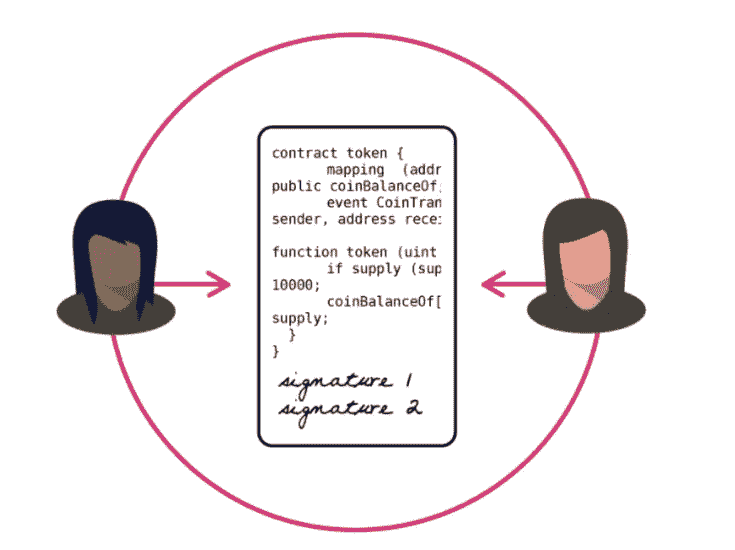 contract token {
mapping (addr
public coinBalanceOf;
event CoinTran
sender, address recei
function token (uint
if supply (sup
10000;
coinBalanceOf[
supply;
}
}
signature 1
signature 2